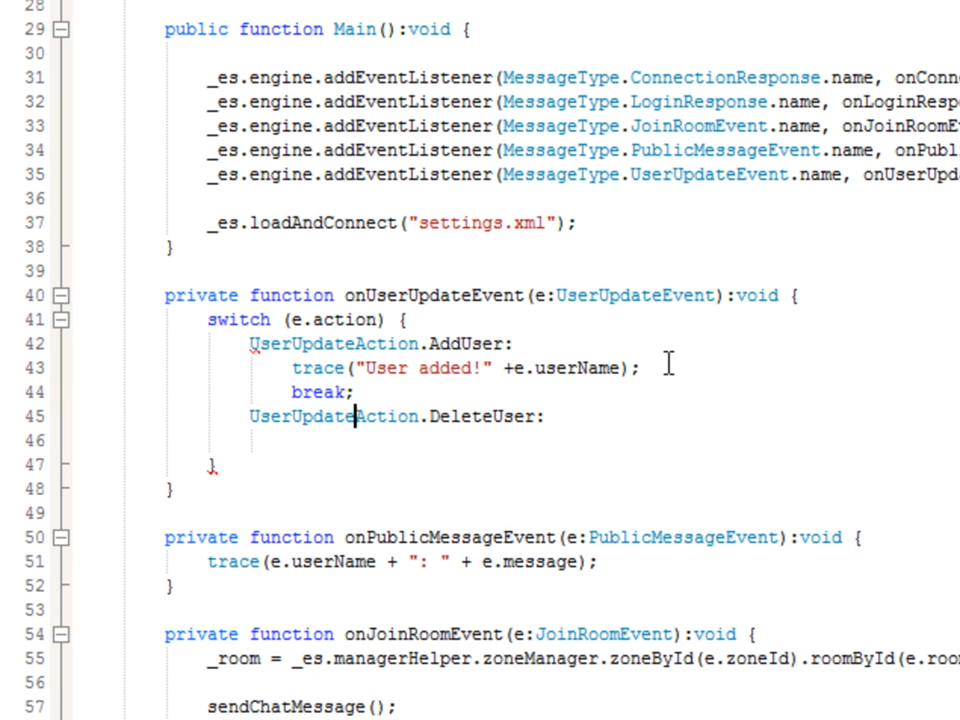 28
29 public function Main():void {
30
31 _es.engine.addEventListener(MessageType.ConnectionResponse.name, onConn
32 _es.engine.addEventListener(MessageType.LoginResponse.name, onLoginResp
33 _es.engine.addEventListener(MessageType.JoinRoomEvent.name, onJoinRoomE
34 _es.engine.addEventListener(MessageType.PublicMessageEvent.name, onPubl
35 _es.engine.addEventListener(MessageType.UserUpdateEvent.name, onUserUpd
36
37 _es.loadAndConnect("settings.xml");
38 }
39
40 private function onUserUpdateEvent(e:UserUpdateEvent):void {
41 switch (e.action) {
42 UserUpdateAction.AddUser:
43 trace("User added!" +e.userName);
44 break;
45 UserUpdateAction.DeleteUser:
46
47 }
48 }
49
50 private function onPublicMessageEvent(e:PublicMessageEvent):void {
51 trace(e.userName + ": " + e.message);
52 }
53
54 private function onJoinRoomEvent(e:JoinRoomEvent):void {
55 _room = _es.managerHelper.zoneManager.zoneById(e.zoneId).roomById(e.roo
56
57 sendChatMessage();